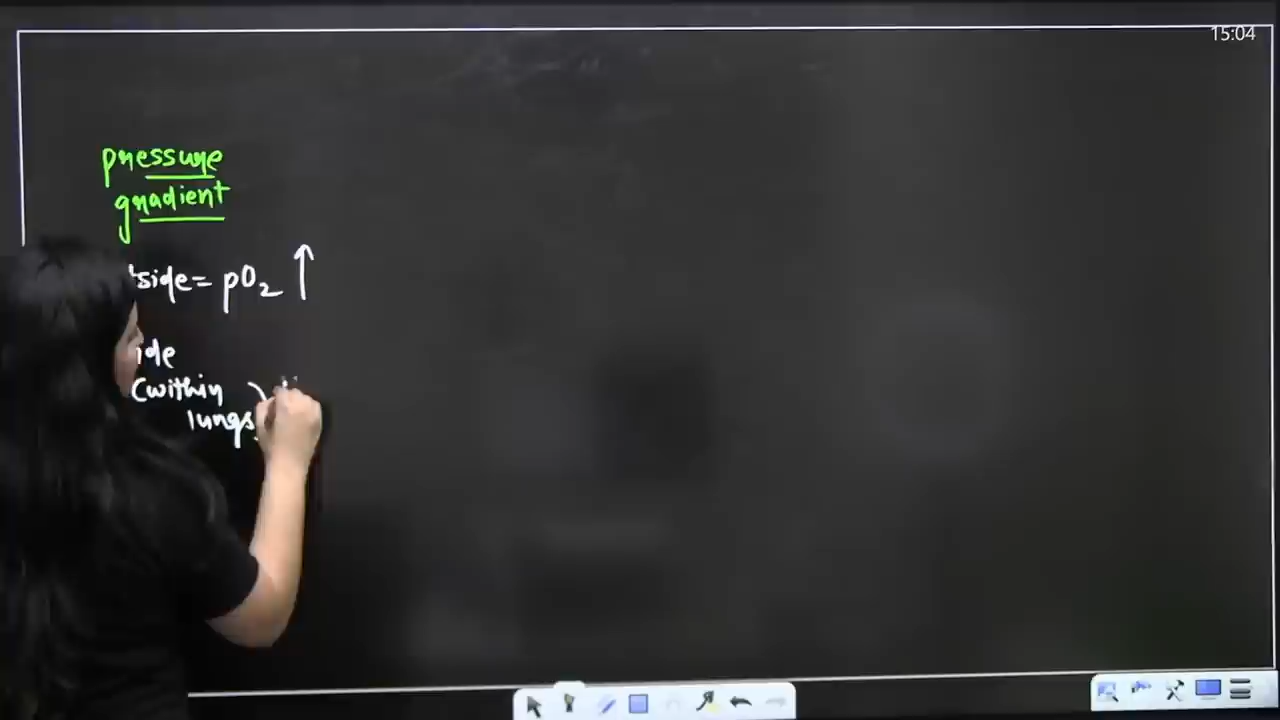 15:04
pressure
gradient
side = pO₂ ↑
ide
(within
lungs)